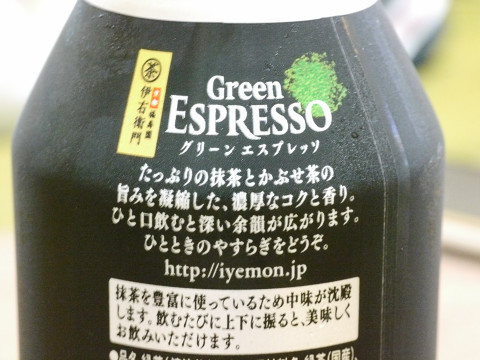 茶
京都
福寿園
伊右衛門
Green
ESPRESSO
グリーン エスプレッソ
たっぷりの抹茶とかぶせ茶の
旨みを凝縮した、濃厚なコクと香り。
ひと口飲むと深い余韻が広がります。
ひとときのやすらぎをどうぞ。
http://iyemon.jp
抹茶を豊富に使っているため中味が沈殿
します。飲むたびに上下に振ると、美味しく
お飲みいただけます。